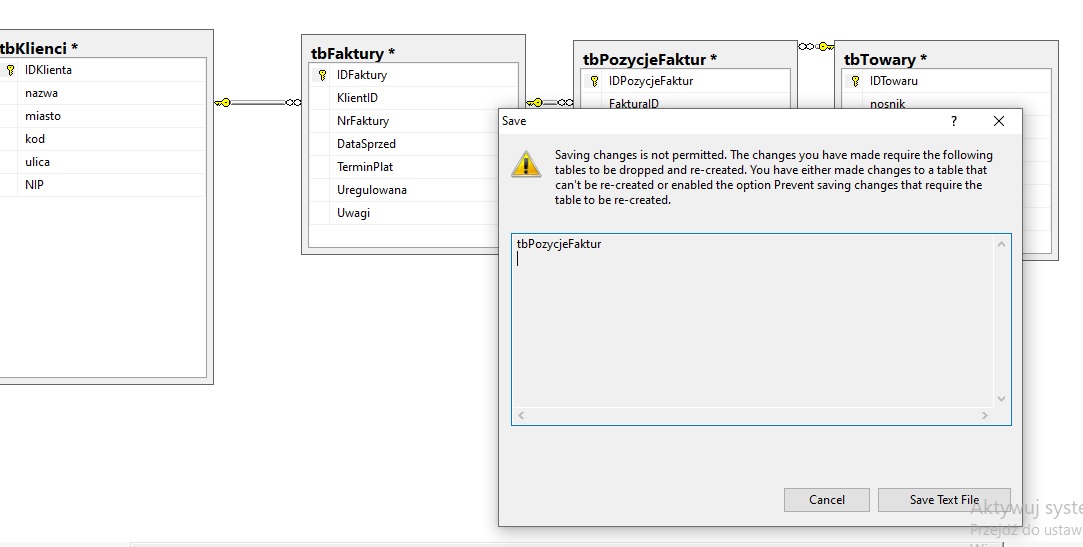 tbKlienci *
IDKlienta
nazwa
miasto
kod
ulica
NIP
tbFaktury *
IDFaktury
KlientID
NrFaktury
DataSprzed
TerminPlat
Uregulowana
Uwagi
tbPozycjeFaktur *
IDPozycjeFaktur
FakturaID
tbTowary *
IDTowaru
nosnik
Save
?
Saving changes is not permitted. The changes you have made require the following
tables to be dropped and re-created. You have either made changes to a table that
can't be re-created or enabled the option Prevent saving changes that require the
table to be re-created.
tbPozycjeFaktur
Cancel
Save Text File
Aktywuj syste
Przejdź do ustaw